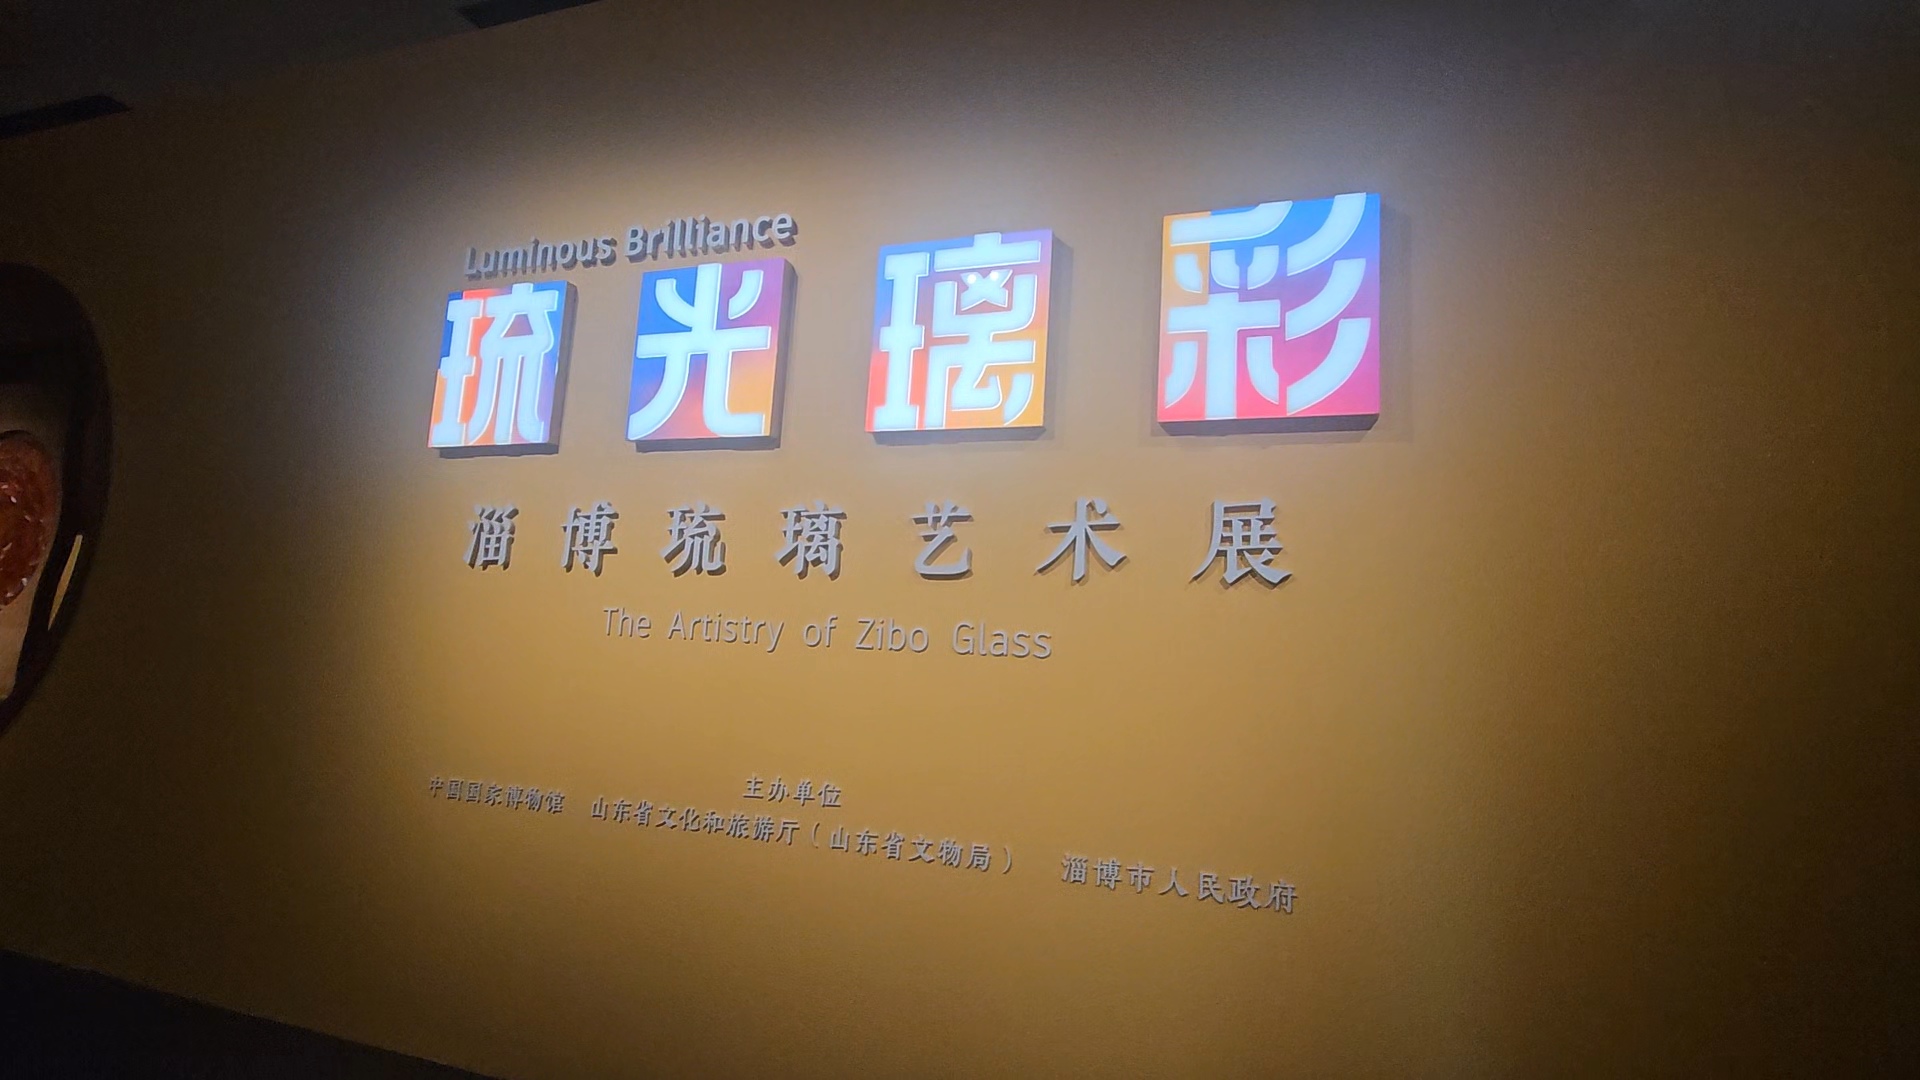 Luminous Brilliance
琉光璃彩
淄博琉璃艺术展
The Artistry of Zibo Glass
主办单位
中国国家博物馆 山东省文化和旅游厅（山东省文物局） 淄博市人民政府